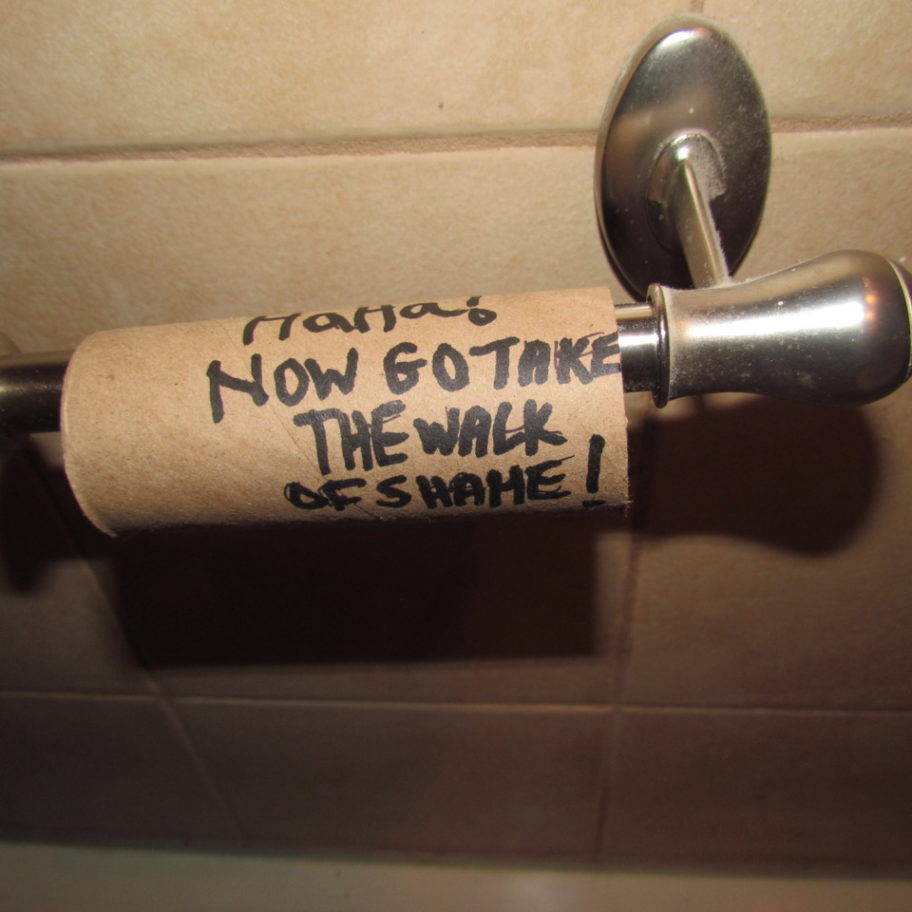 HaHa!
NOW GO TAKE
THE WALK
OF SHAME!